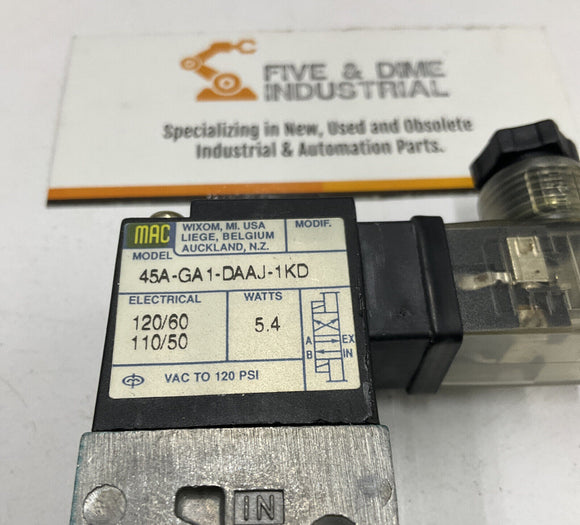 FIVE & DIME
INDUSTRIAL
Specializing in New, Used and Obsolete
Industrial & Automation Parts.
MAC
WIXOM, MI. USA
LIEGE, BELGIUM
AUCKLAND, N.Z.
MODIF.
MODEL
45A-GA1-DAAJ-1KD
ELECTRICAL
WATTS
120/60
110/50
5.4
A EX
B IN
VAC TO 120 PSI
IN